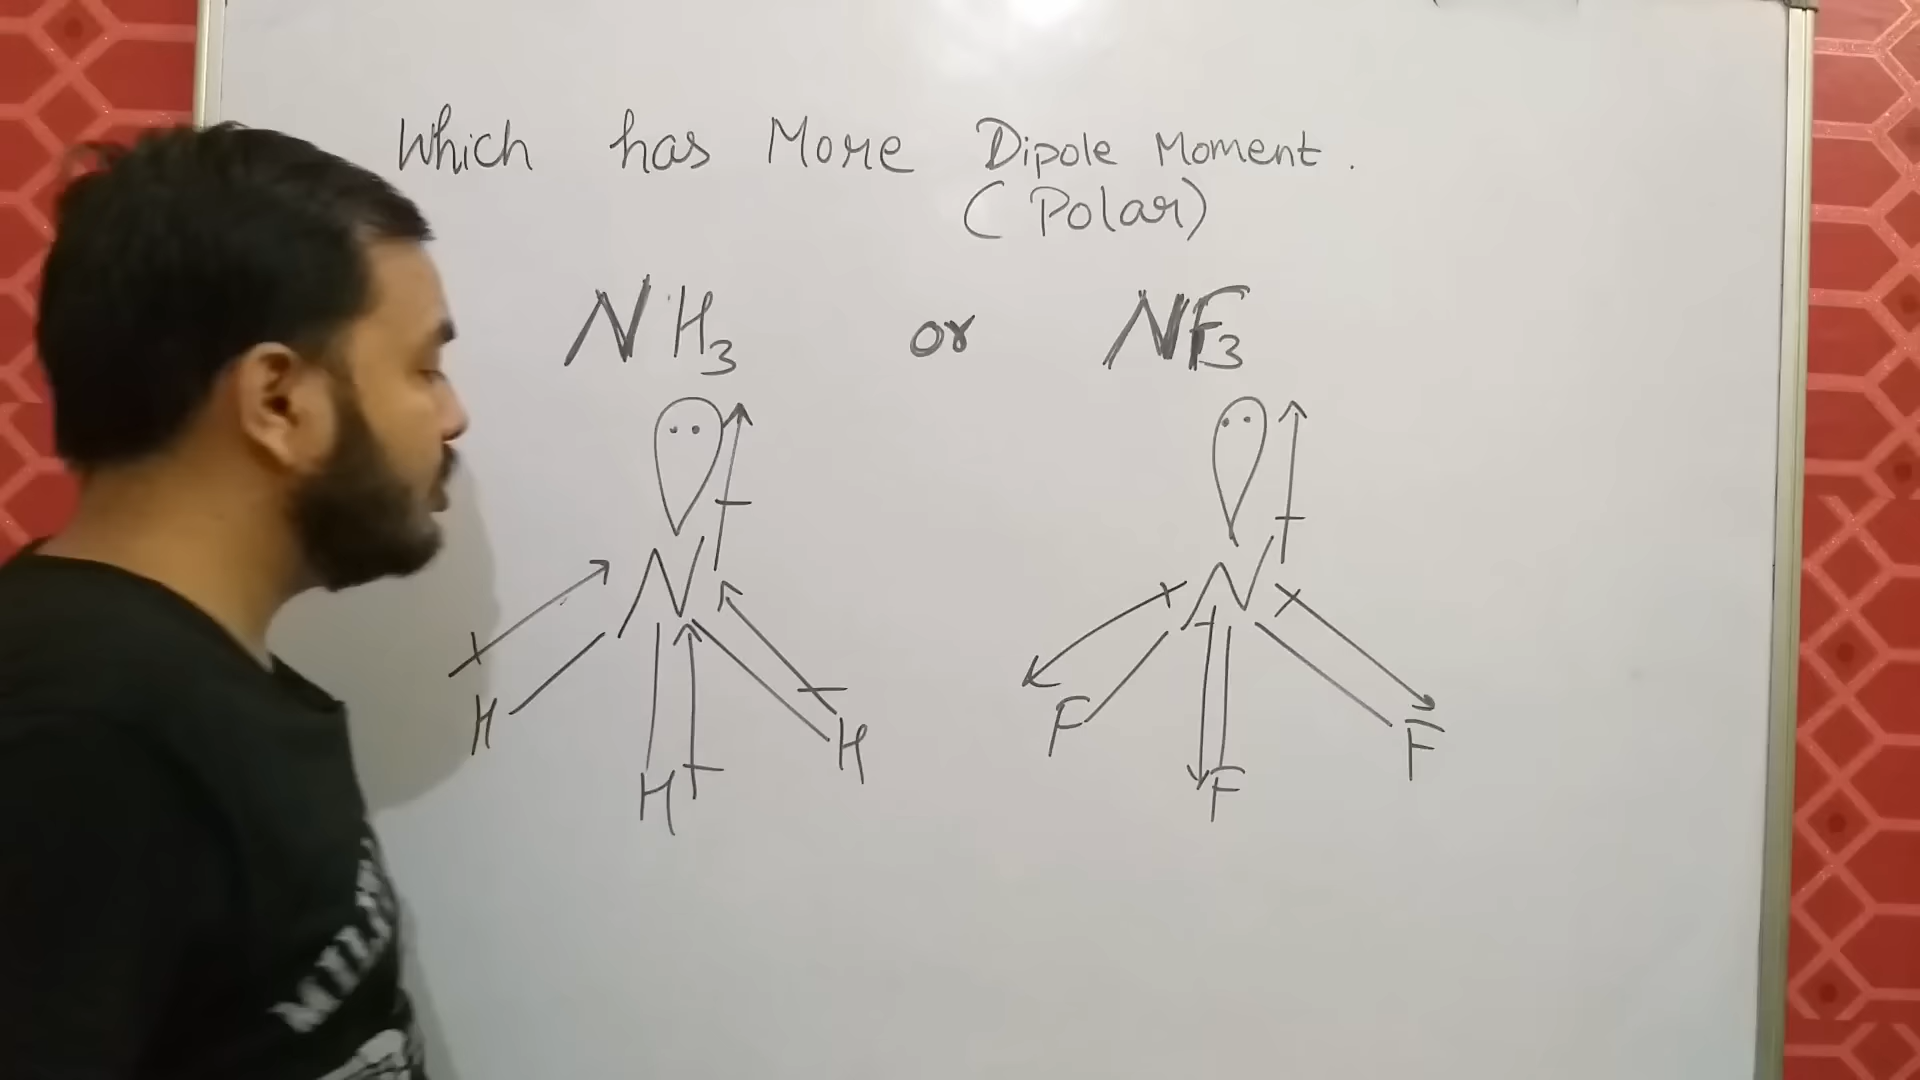 Which has More Dipole Moment.
(Polar)
NH3 or NF3
N N
H H F F
H F